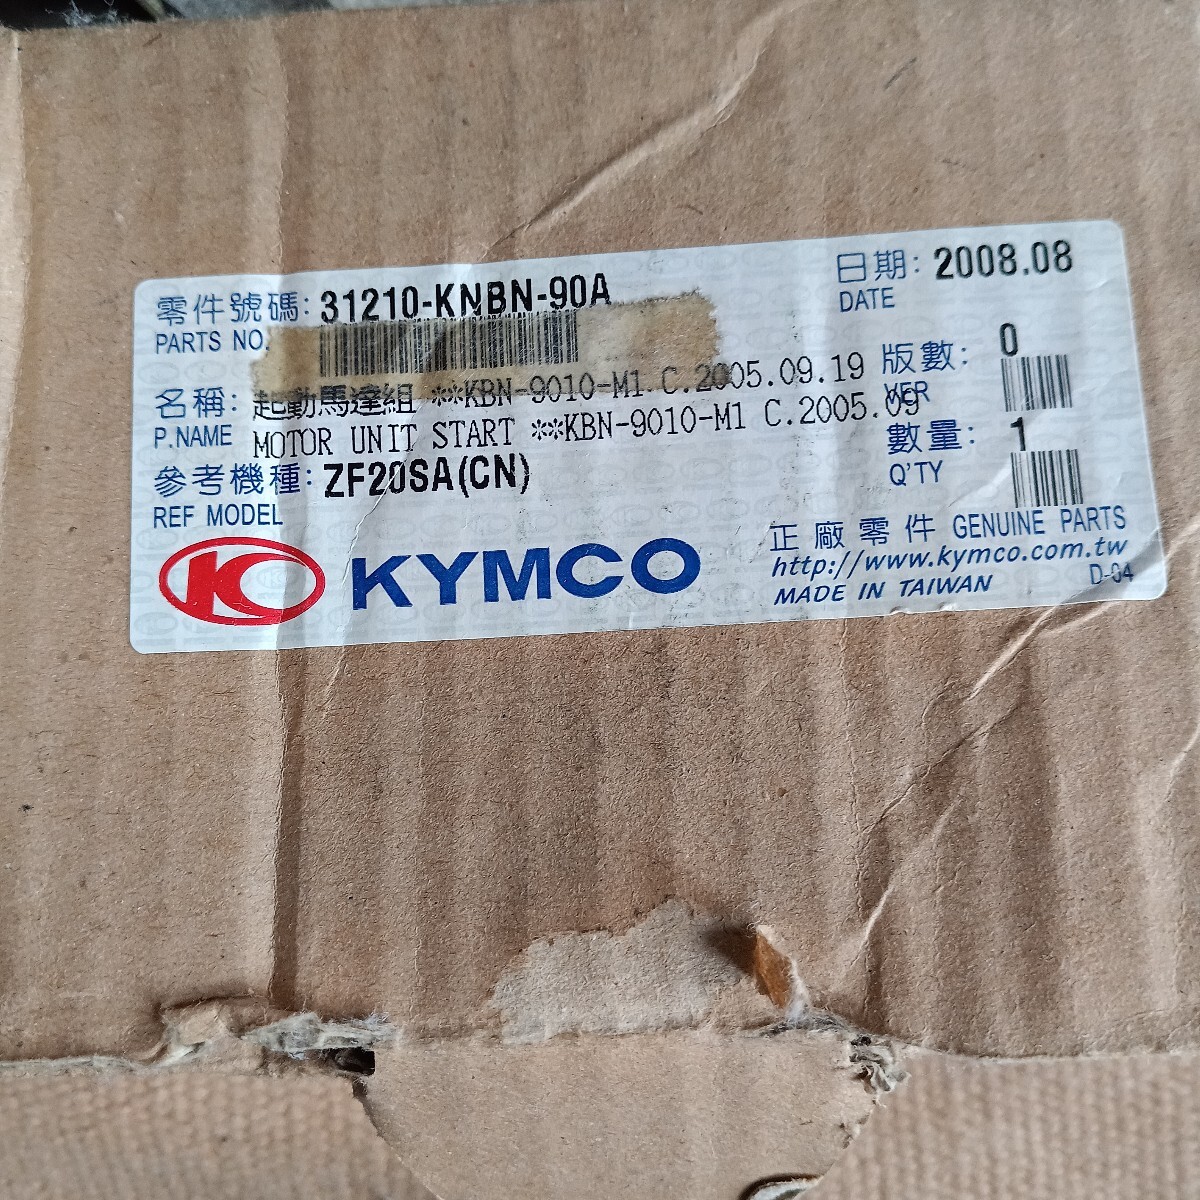 零件號碼: 31210-KNBN-90A
PARTS NO.
日期: 2008.08
DATE
名稱: 起動馬達組 **KBN-9010-M1 C.2005.09.19
P.NAME MOTOR UNIT START **KBN-9010-M1 C.2005.09
版數: 0
VER
參考機種: ZF20SA(CN)
REF MODEL
數量: 1
Q'TY
KYMCO
正廠零件 GENUINE PARTS
http://www.kymco.com.tw
MADE IN TAIWAN
D-04